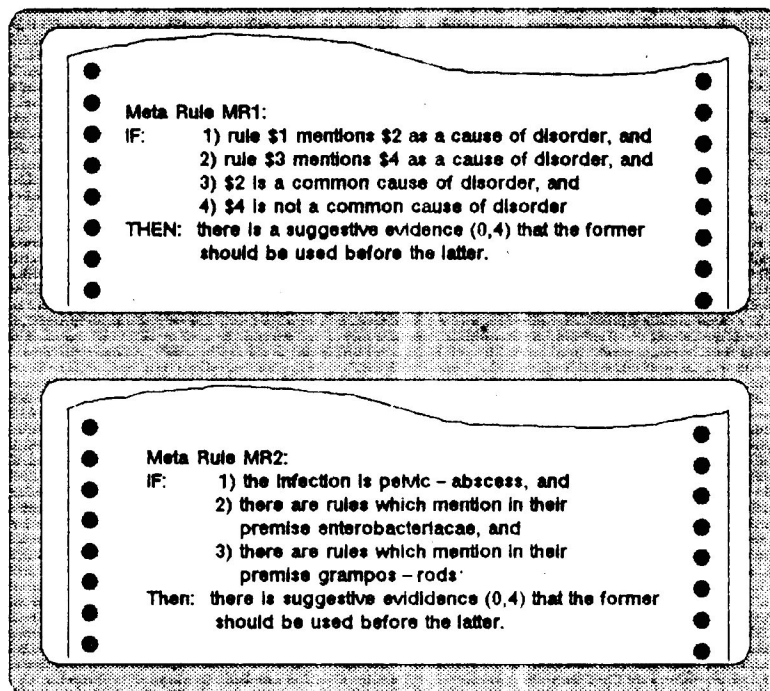 Meta Rule MR1:
IF: 1) rule $1 mentions $2 as a cause of disorder, and
2) rule $3 mentions $4 as a cause of disorder, and
3) $2 is a common cause of disorder, and
4) $4 is not a common cause of disorder
THEN: there is a suggestive evidence (0,4) that the former
should be used before the latter.
Meta Rule MR2:
IF: 1) the infection is pelvic – abscess, and
2) there are rules which mention in their
premise enterobacteriacae, and
3) there are rules which mention in their
premise grampos – rods
Then: there is suggestive evididence (0,4) that the former
should be used before the latter.